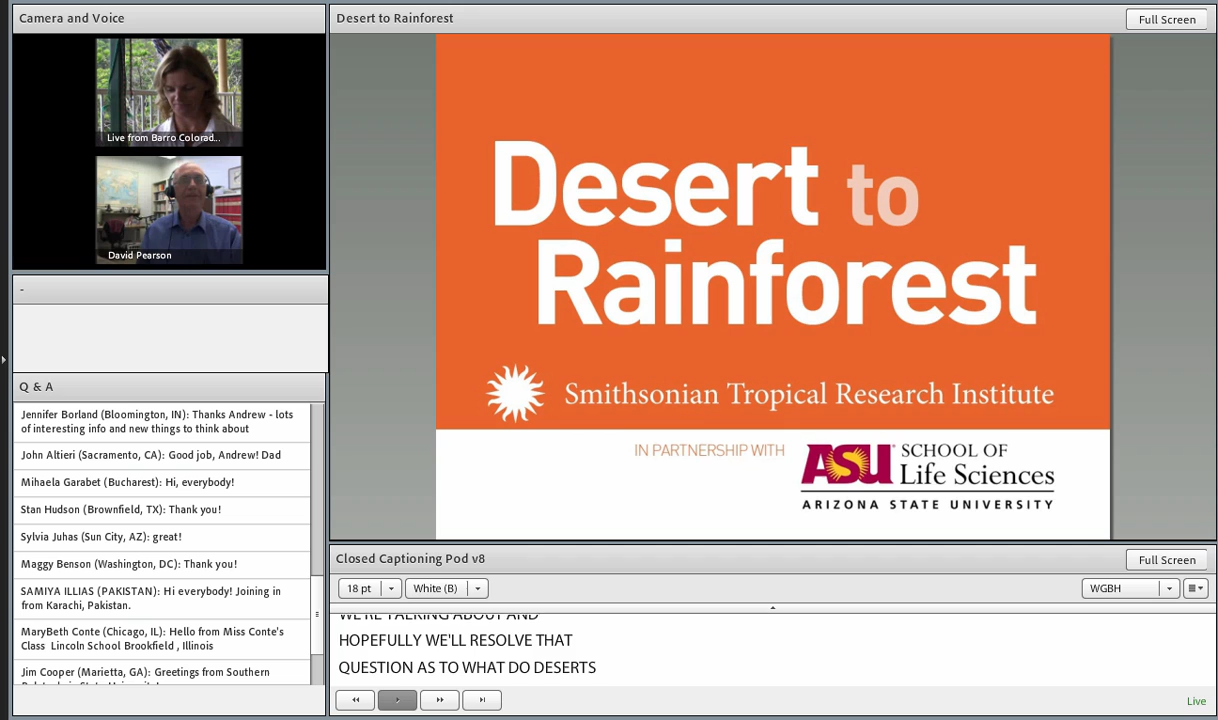 Camera and Voice
Live from Barro Colorad...
David Pearson
-
Q & A
Jennifer Borland (Bloomington, IN): Thanks Andrew - lots
of interesting info and new things to think about
John Altieri (Sacramento, CA): Good job, Andrew! Dad
Mihaela Garabet (Bucharest): Hi, everybody!
Stan Hudson (Brownfield, TX): Thank you!
Sylvia Juhas (Sun City, AZ): great!
Maggy Benson (Washington, DC): Thank you!
SAMIYA ILLIAS (PAKISTAN): Hi everybody! Joining in
from Karachi, Pakistan.
MaryBeth Conte (Chicago, IL): Hello from Miss Conte's
Class Lincoln School Brookfield , Illinois
Jim Cooper (Marietta, GA): Greetings from Southern
Desert to Rainforest
Full Screen
Desert to
Rainforest
Smithsonian Tropical Research Institute
IN PARTNERSHIP WITH
ASU SCHOOL OF
Life Sciences
ARIZONA STATE UNIVERSITY
Closed Captioning Pod v8
Full Screen
18 pt
White (B)
WGBH
WE'RE TALKING ABOUT AND
HOPEFULLY WE'LL RESOLVE THAT
QUESTION AS TO WHAT DO DESERTS
Live